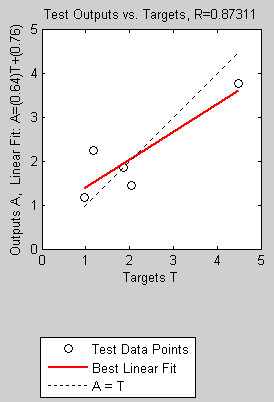 Test Outputs vs. Targets, R=0.87311
Outputs A,  Linear Fit:  A=(0.64)T+(0.76)
5
4
3
2
1
0
0 1 2 3 4 5
Targets T
Test Data Points
Best Linear Fit
A = T